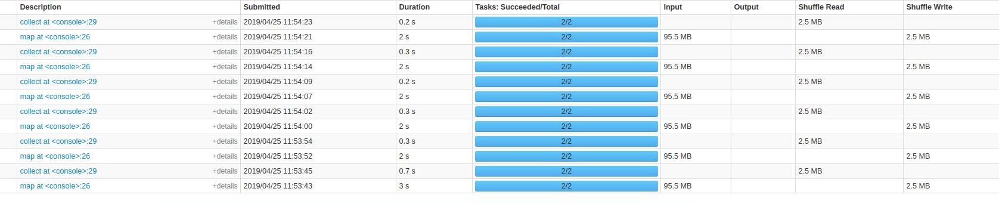 Description Submitted Duration Tasks: Succeeded/Total Input Output Shuffle Read Shuffle Write
collect at <console>:29 +details 2019/04/25 11:54:23 0.2 s 2/2 2.5 MB
map at <console>:26 +details 2019/04/25 11:54:21 2 s 2/2 95.5 MB 2.5 MB
collect at <console>:29 +details 2019/04/25 11:54:16 0.3 s 2/2 2.5 MB
map at <console>:26 +details 2019/04/25 11:54:14 2 s 2/2 95.5 MB 2.5 MB
collect at <console>:29 +details 2019/04/25 11:54:09 0.2 s 2/2 2.5 MB
map at <console>:26 +details 2019/04/25 11:54:07 2 s 2/2 95.5 MB 2.5 MB
collect at <console>:29 +details 2019/04/25 11:54:02 0.3 s 2/2 2.5 MB
map at <console>:26 +details 2019/04/25 11:54:00 2 s 2/2 95.5 MB 2.5 MB
collect at <console>:29 +details 2019/04/25 11:53:54 0.3 s 2/2 2.5 MB
map at <console>:26 +details 2019/04/25 11:53:52 2 s 2/2 95.5 MB 2.5 MB
collect at <console>:29 +details 2019/04/25 11:53:45 0.7 s 2/2 2.5 MB
map at <console>:26 +details 2019/04/25 11:53:43 3 s 2/2 95.5 MB 2.5 MB